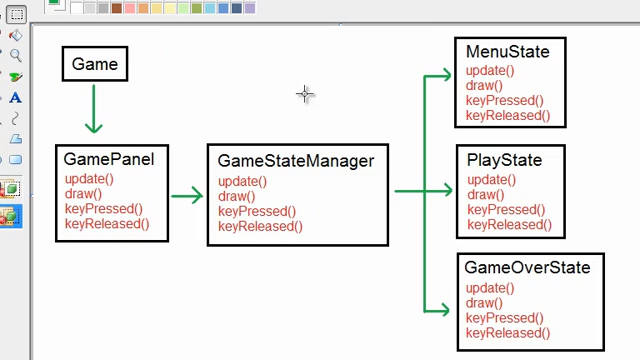 Game
GamePanel
update()
draw()
keyPressed()
keyReleased()
GameStateManager
update()
draw()
keyPressed()
keyReleased()
MenuState
update()
draw()
keyPressed()
keyReleased()
PlayState
update()
draw()
keyPressed()
keyReleased()
GameOverState
update()
draw()
keyPressed()
keyReleased()
A